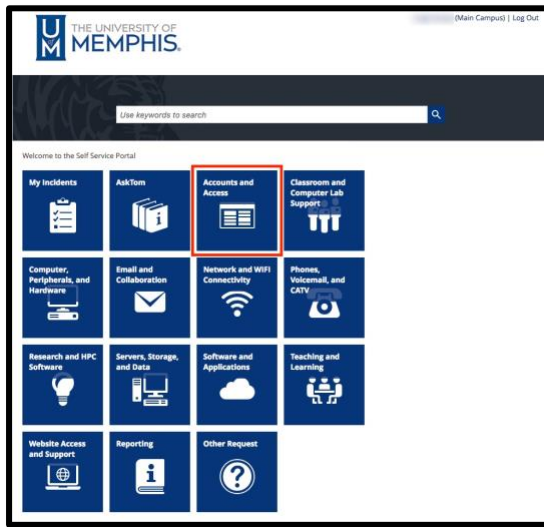 (Main Campus) | Log Out
THE UNIVERSITY OF
MEMPHIS.
Use keywords to search
Welcome to the Self Service Portal
My Incidents
AskTom
Accounts and
Access
Classroom and
Computer Lab
Support
Computer,
Peripherals, and
Hardware
Email and
Collaboration
Network and WIFI
Connectivity
Phones,
Voicemail, and
CATV
Research and HPC
Software
Servers, Storage,
and Data
Software and
Applications
Teaching and
Learning
Website Access
and Support
Reporting
Other Request